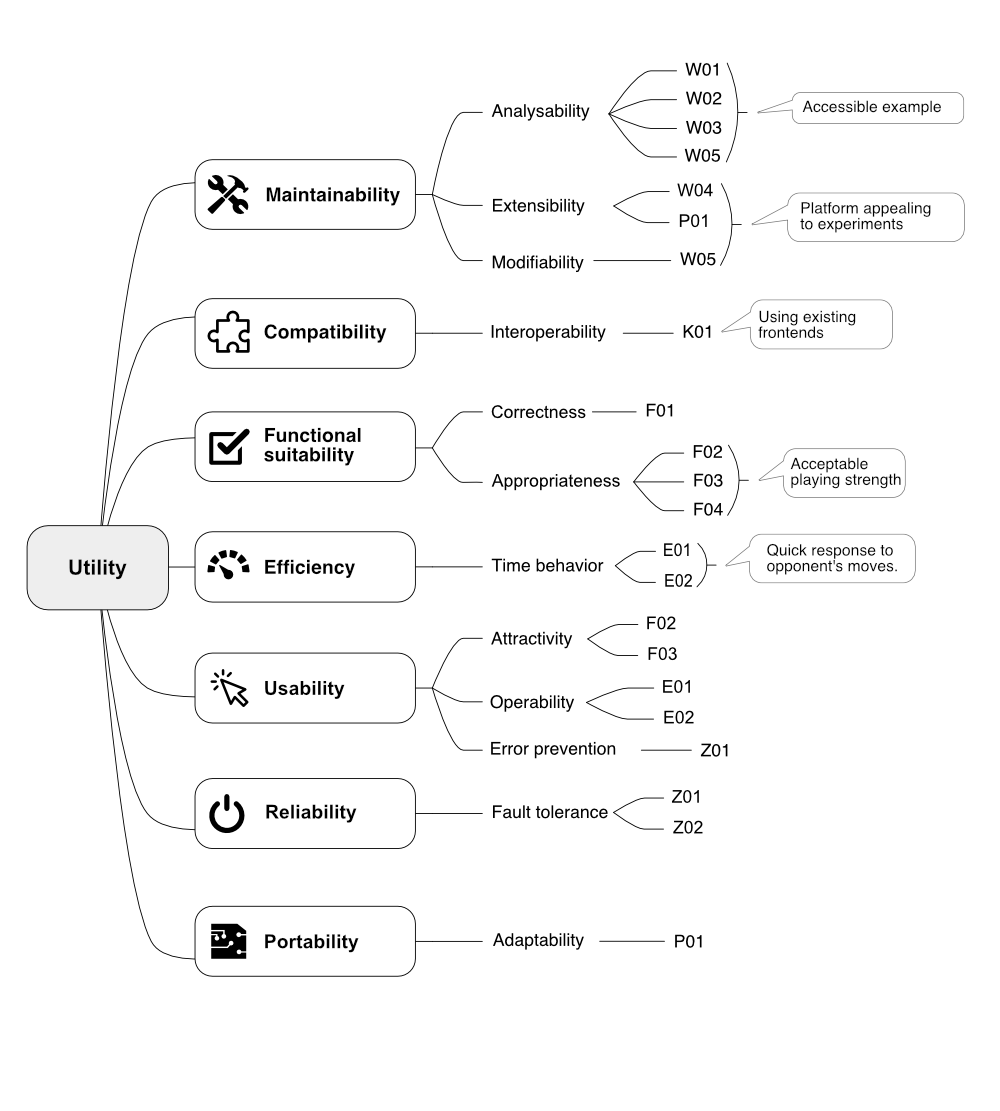 Utility
Maintainability
Analysability
W01
W02
W03
W05
Accessible example
Extensibility
W04
P01
Modifiability
W05
Platform appealing
to experiments
Compatibility
Interoperability
K01
Using existing
frontends
Functional
suitability
Correctness
F01
Appropriateness
F02
F03
F04
Acceptable
playing strength
Efficiency
Time behavior
E01
E02
Quick response to
opponent's moves.
Usability
Attractivity
F02
F03
Operability
E01
E02
Error prevention
Z01
Reliability
Fault tolerance
Z01
Z02
Portability
Adaptability
P01